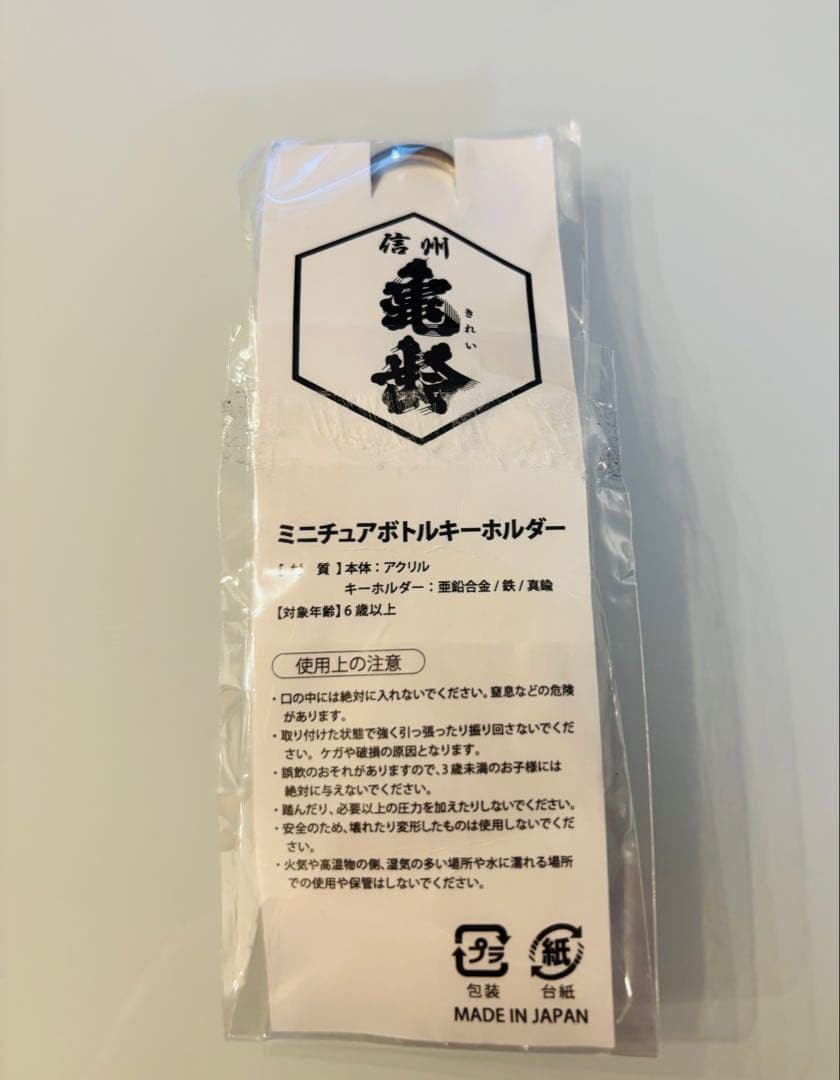 信州
亀齢
きれい
ミニチュアボトルキーホルダー
【材 質】本体：アクリル
キーホルダー：亜鉛合金 / 鉄 / 真鍮
【対象年齢】6 歳以上
使用上の注意
・口の中には絶対に入れないでください。窒息などの危険
があります。
・取り付けた状態で強く引っ張ったり振り回さないでくだ
さい。ケガや破損の原因となります。
・誤飲のおそれがありますので、3 歳未満のお子様には
絶対に与えないでください。
・踏んだり、必要以上の圧力を加えたりしないでください。
・安全のため、壊れたり変形したものは使用しないでくだ
さい。
・火気や高温物の側、湿気の多い場所や水に濡れる場所
での使用や保管はしないでください。
プラ 紙
包装 台紙
MADE IN JAPAN